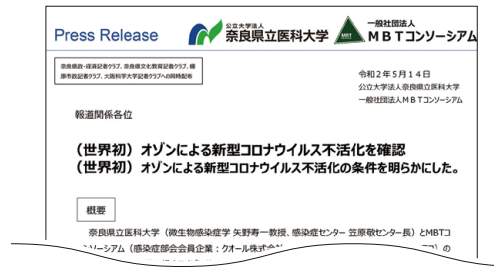 Press Release
公立大学法人
奈良県立医科大学
一般社団法人
MBTコンソーシアム
奈良県政・経済記者クラブ、奈良県文化教育記者クラブ、橿
原市政記者クラブ、大阪科学大学記者クラブへの同時配布
令和2年5月14日
公立大学法人奈良県立医科大学
一般社団法人MBTコンソーシアム
報道関係各位
（世界初）オゾンによる新型コロナウイルス不活化を確認
（世界初）オゾンによる新型コロナウイルス不活化の条件を明らかにした。
概要
奈良県立医科大学（微生物感染症学 矢野寿一教授、感染症センター 笠原敬センター長）とMBTコ
ンソーシアム（感染症部会会員企業：クオール株式会